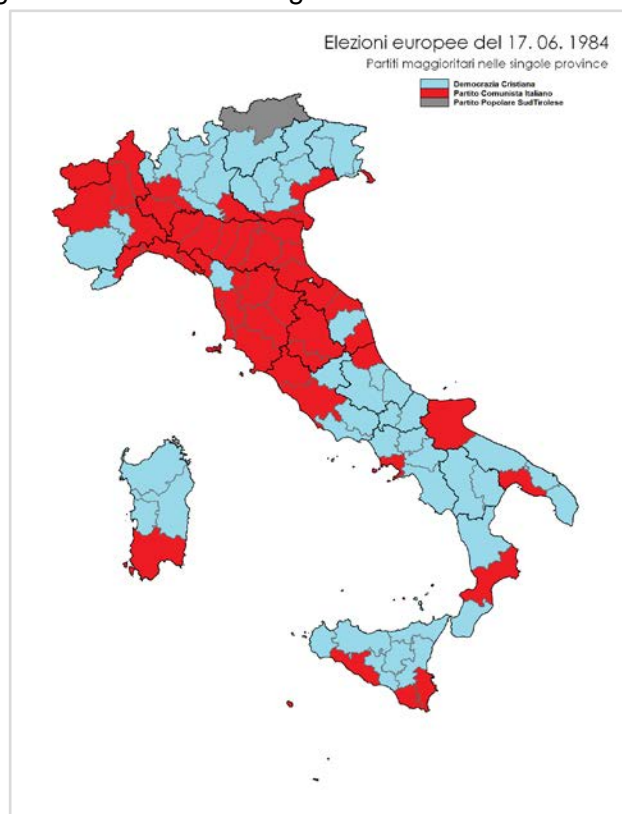 Elezioni europee del 17. 06. 1984
Partiti maggioritari nelle singole province
Democrazia Cristiana
Partito Comunista Italiano
Partito Popolare SudTirolese